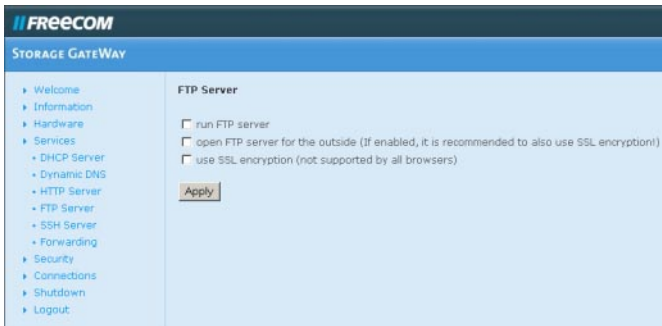 FREECOM
STORAGE GATEWAY
Welcome
Information
Hardware
Services
DHCP Server
Dynamic DNS
HTTP Server
FTP Server
SSH Server
Forwarding
Security
Connections
Shutdown
Logout
FTP Server
run FTP server
open FTP server for the outside (If enabled, it is recommended to also use SSL encryption!)
use SSL encryption (not supported by all browsers)
Apply